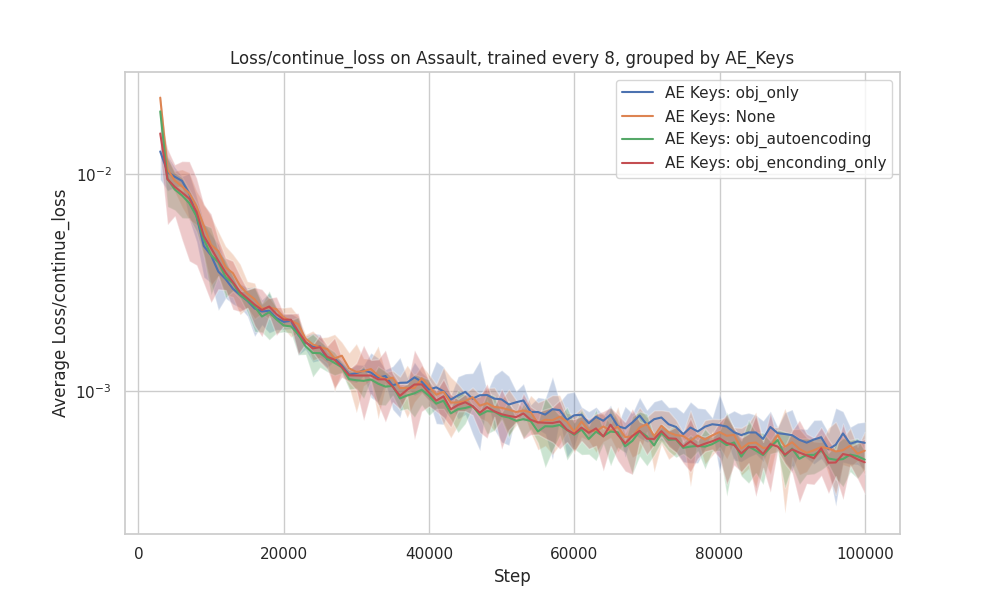 Loss/continue_loss on Assault, trained every 8, grouped by AE_Keys
AE Keys: obj_only
AE Keys: None
AE Keys: obj_autoencoding
AE Keys: obj_enconding_only
Average Loss/continue_loss
10⁻²
10⁻³
0
20000
40000
60000
80000
100000
Step